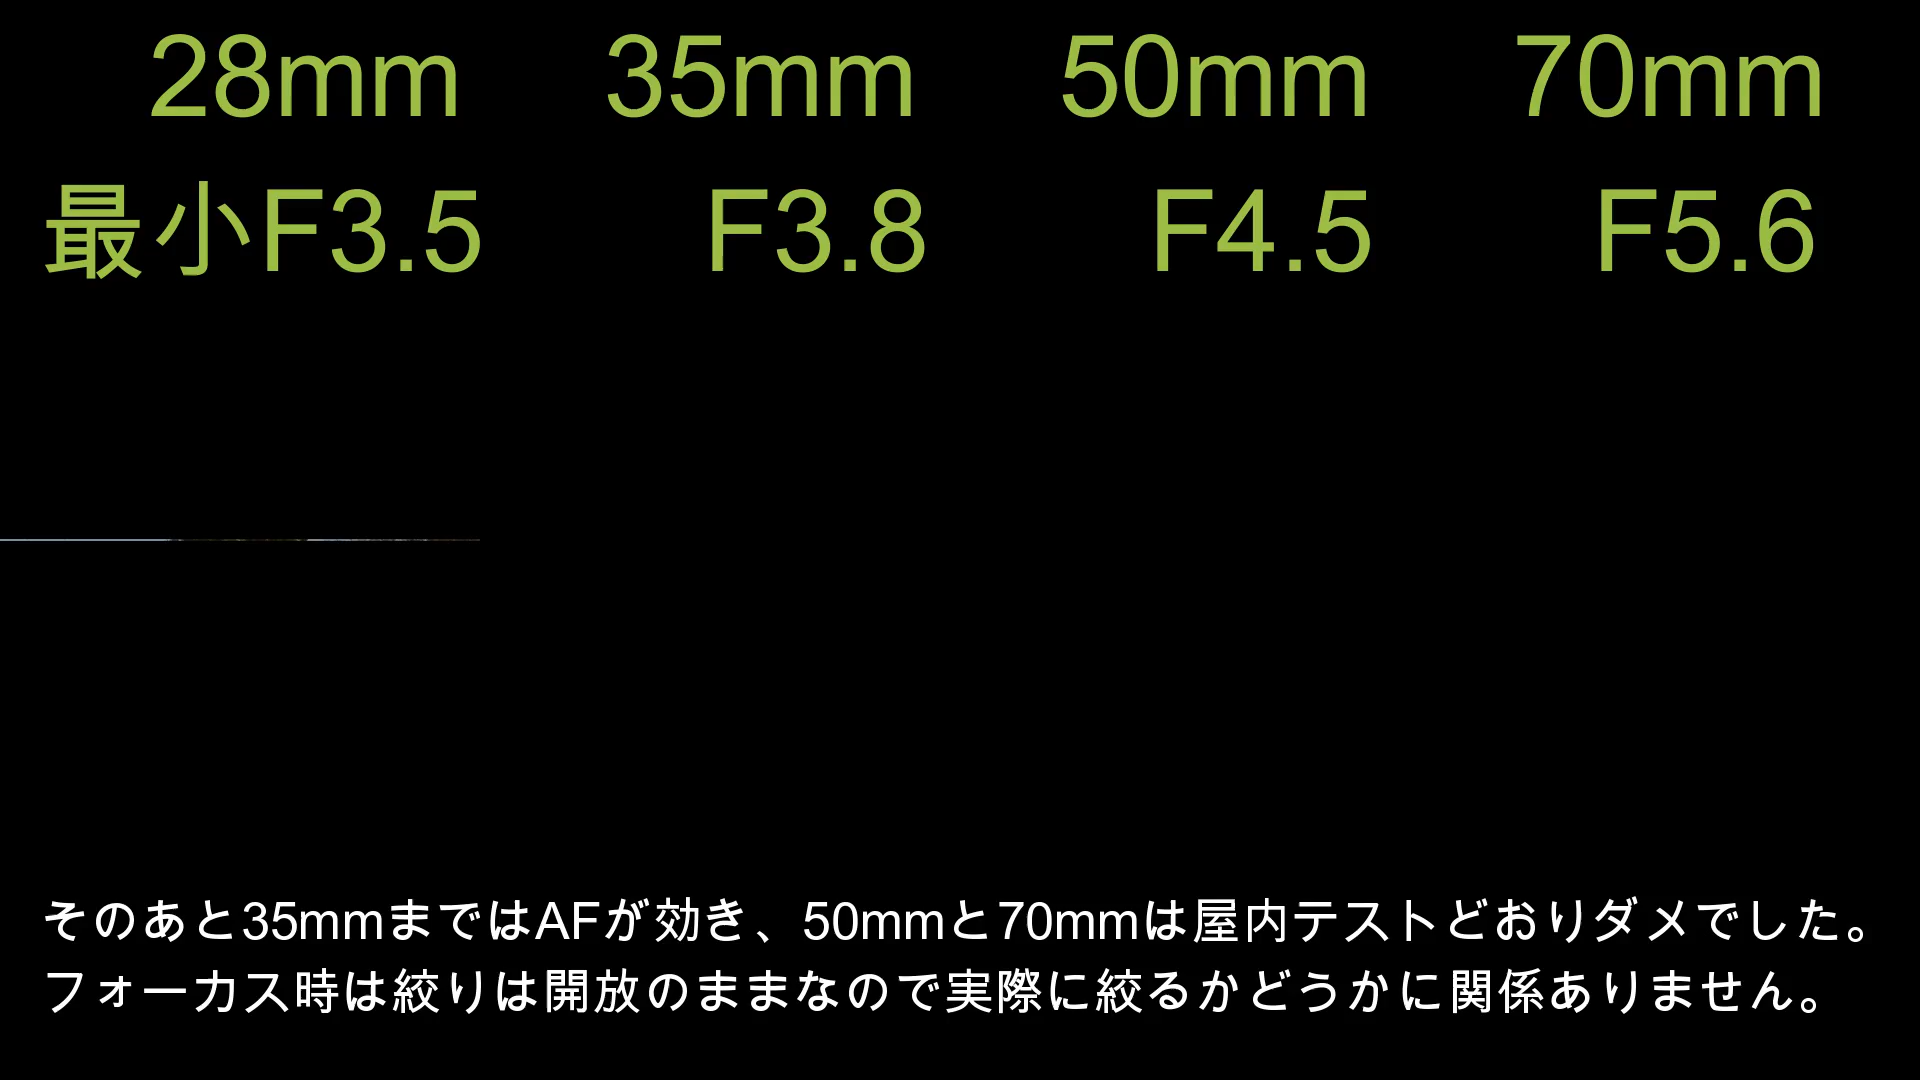 28mm 35mm 50mm 70mm
最小F3.5 F3.8 F4.5 F5.6
そのあと35mmまではAFが効き、50mmと70mmは屋内テストどおりダメでした。
フォーカス時は絞りは開放のままなので実際に絞るかどうかに関係ありません。